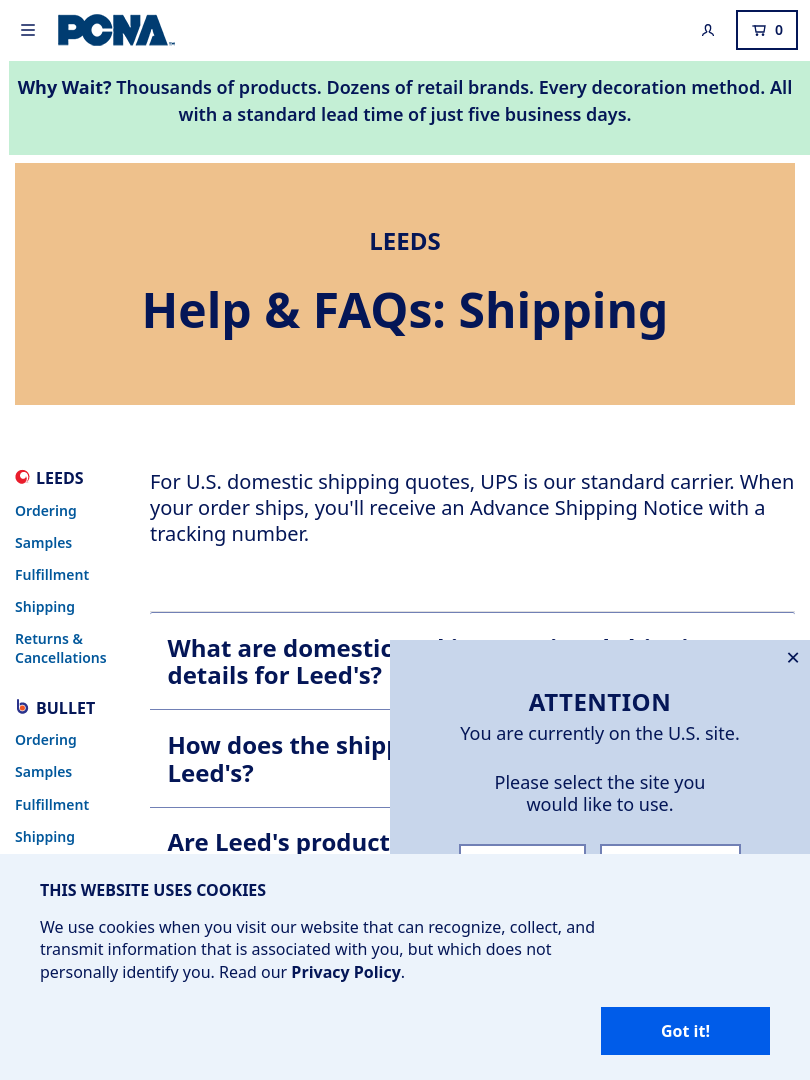 PCNA
0
Why Wait? Thousands of products. Dozens of retail brands. Every decoration method. All
with a standard lead time of just five business days.
LEEDS
Help & FAQs: Shipping
LEEDS
Ordering
Samples
Fulfillment
Shipping
Returns &
Cancellations
BULLET
Ordering
Samples
Fulfillment
Shipping
For U.S. domestic shipping quotes, UPS is our standard carrier. When
your order ships, you'll receive an Advance Shipping Notice with a
tracking number.
What are domestic
details for Leed's?
How does the
Leed's?
Are Leed's product
ATTENTION
You are currently on the U.S. site.
Please select the site you
would like to use.
THIS WEBSITE USES COOKIES
We use cookies when you visit our website that can recognize, collect, and
transmit information that is associated with you, but which does not
personally identify you. Read our Privacy Policy.
Got it!